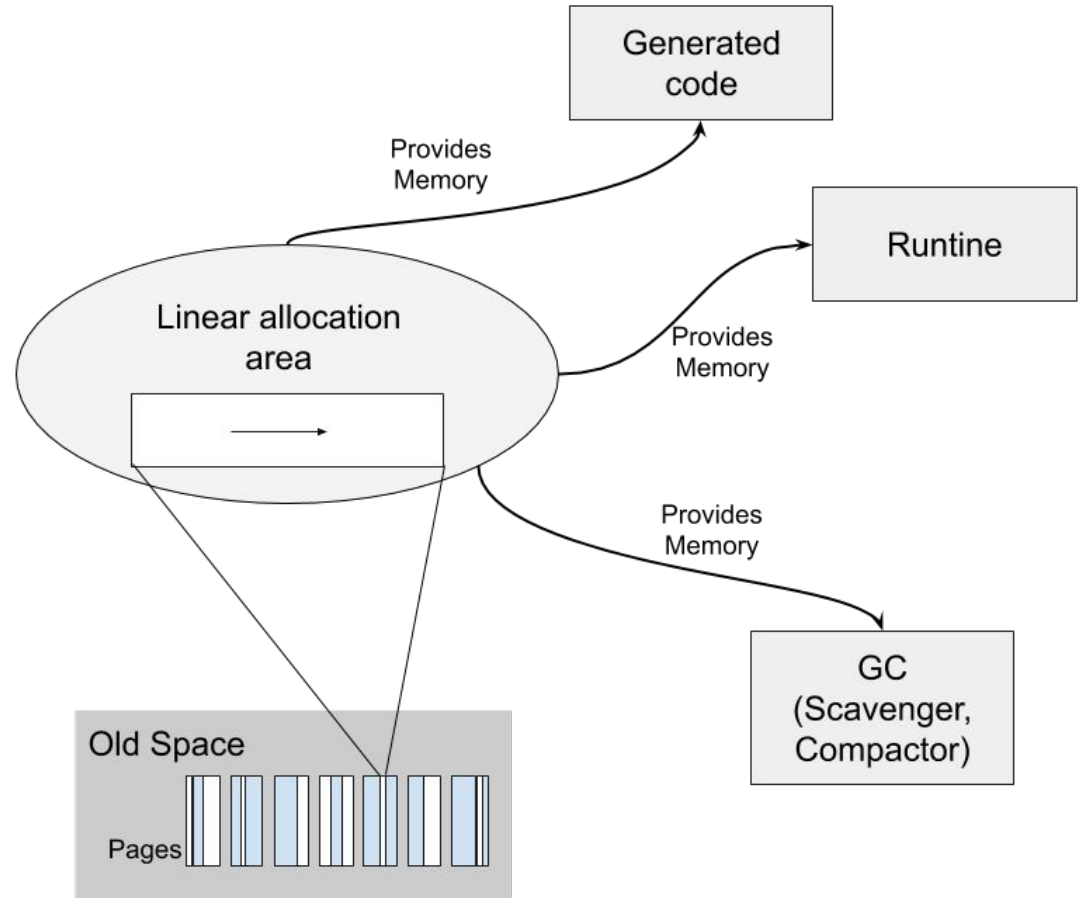 Generated
code
Provides
Memory
Runtine
Linear allocation
area
Provides
Memory
Provides
Memory
GC
(Scavenger,
Compactor)
Old Space
Pages